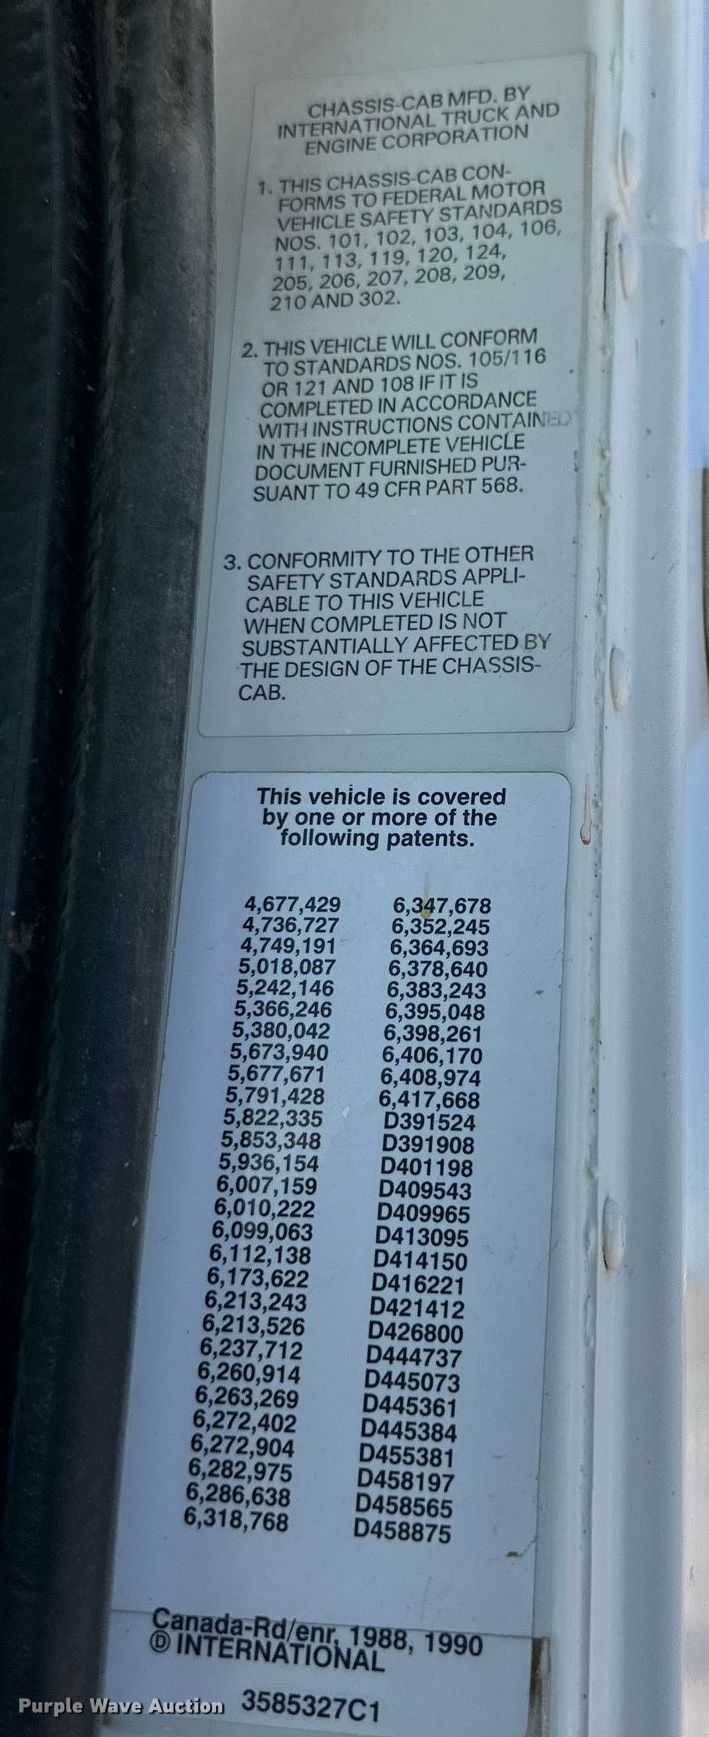 CHASSIS-CAB MFD. BY
INTERNATIONAL TRUCK AND
ENGINE CORPORATION
1. THIS CHASSIS-CAB CON-
FORMS TO FEDERAL MOTOR
VEHICLE SAFETY STANDARDS
NOS. 101, 102, 103, 104, 106,
111, 113, 119, 120, 124,
205, 206, 207, 208, 209,
210 AND 302.
2. THIS VEHICLE WILL CONFORM
TO STANDARDS NOS. 105/116
OR 121 AND 108 IF IT IS
COMPLETED IN ACCORDANCE
WITH INSTRUCTIONS CONTAINED
IN THE INCOMPLETE VEHICLE
DOCUMENT FURNISHED PUR-
SUANT TO 49 CFR PART 568.
3. CONFORMITY TO THE OTHER
SAFETY STANDARDS APPLI-
CABLE TO THIS VEHICLE
WHEN COMPLETED IS NOT
SUBSTANTIALLY AFFECTED BY
THE DESIGN OF THE CHASSIS-
CAB.
This vehicle is covered
by one or more of the
following patents.
4,677,429 6,347,678
4,736,727 6,352,245
4,749,191 6,364,693
5,018,087 6,378,640
5,242,146 6,383,243
5,366,246 6,395,048
5,380,042 6,398,261
5,673,940 6,406,170
5,677,671 6,408,974
5,791,428 6,417,668
5,822,335 D391524
5,853,348 D391908
5,936,154 D401198
6,007,159 D409543
6,010,222 D409965
6,099,063 D413095
6,112,138 D414150
6,173,622 D416221
6,213,243 D421412
6,213,526 D426800
6,237,712 D444737
6,260,914 D445073
6,263,269 D445361
6,272,402 D445384
6,272,904 D455381
6,282,975 D458197
6,286,638 D458565
6,318,768 D458875
Canada-Rd/enr, 1988, 1990
Ⓓ INTERNATIONAL
3585327C1
Purple Wave Auction